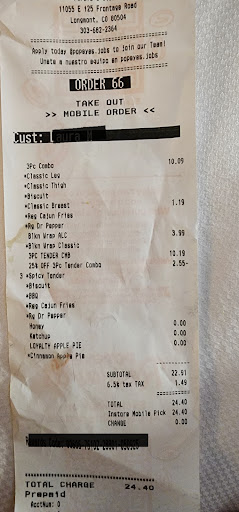 11055 E I25 Frontage Road
Longmont, CO 80504
303-682-2364
Apply today @popeyes.jobs to join our Team!
Unete a nuestro equipo en popeyes.jobs
ORDER 66
TAKE OUT
>> MOBILE ORDER <<
Cust:
3Pc Combo 10.09
*Classic Leg
*Classic Thigh
*Biscuit
*Classic Breast 1.19
*Reg Cajun Fries
*Rg Dr Pepper
Blkn Wrap ALC 3.99
*Blkn Wrap Classic
3PC TENDER CMB 10.19
25% OFF 3Pc Tender Combo 2.55-
3 *Spicy Tender
*Biscuit
*BBQ
*Reg Cajun Fries
*Rg Dr Pepper
Honey 0.00
Ketchup 0.00
LOYALTY APPLE PIE 0.00
*Cinnamon Apple Pie
SUBTOTAL 22.91
6.5% tax TAX 1.49
TOTAL 24.40
Instore Mobile Pick 24.40
CHANGE 0.00
TOTAL CHARGE 24.40
Prepaid
AcctNum: 0